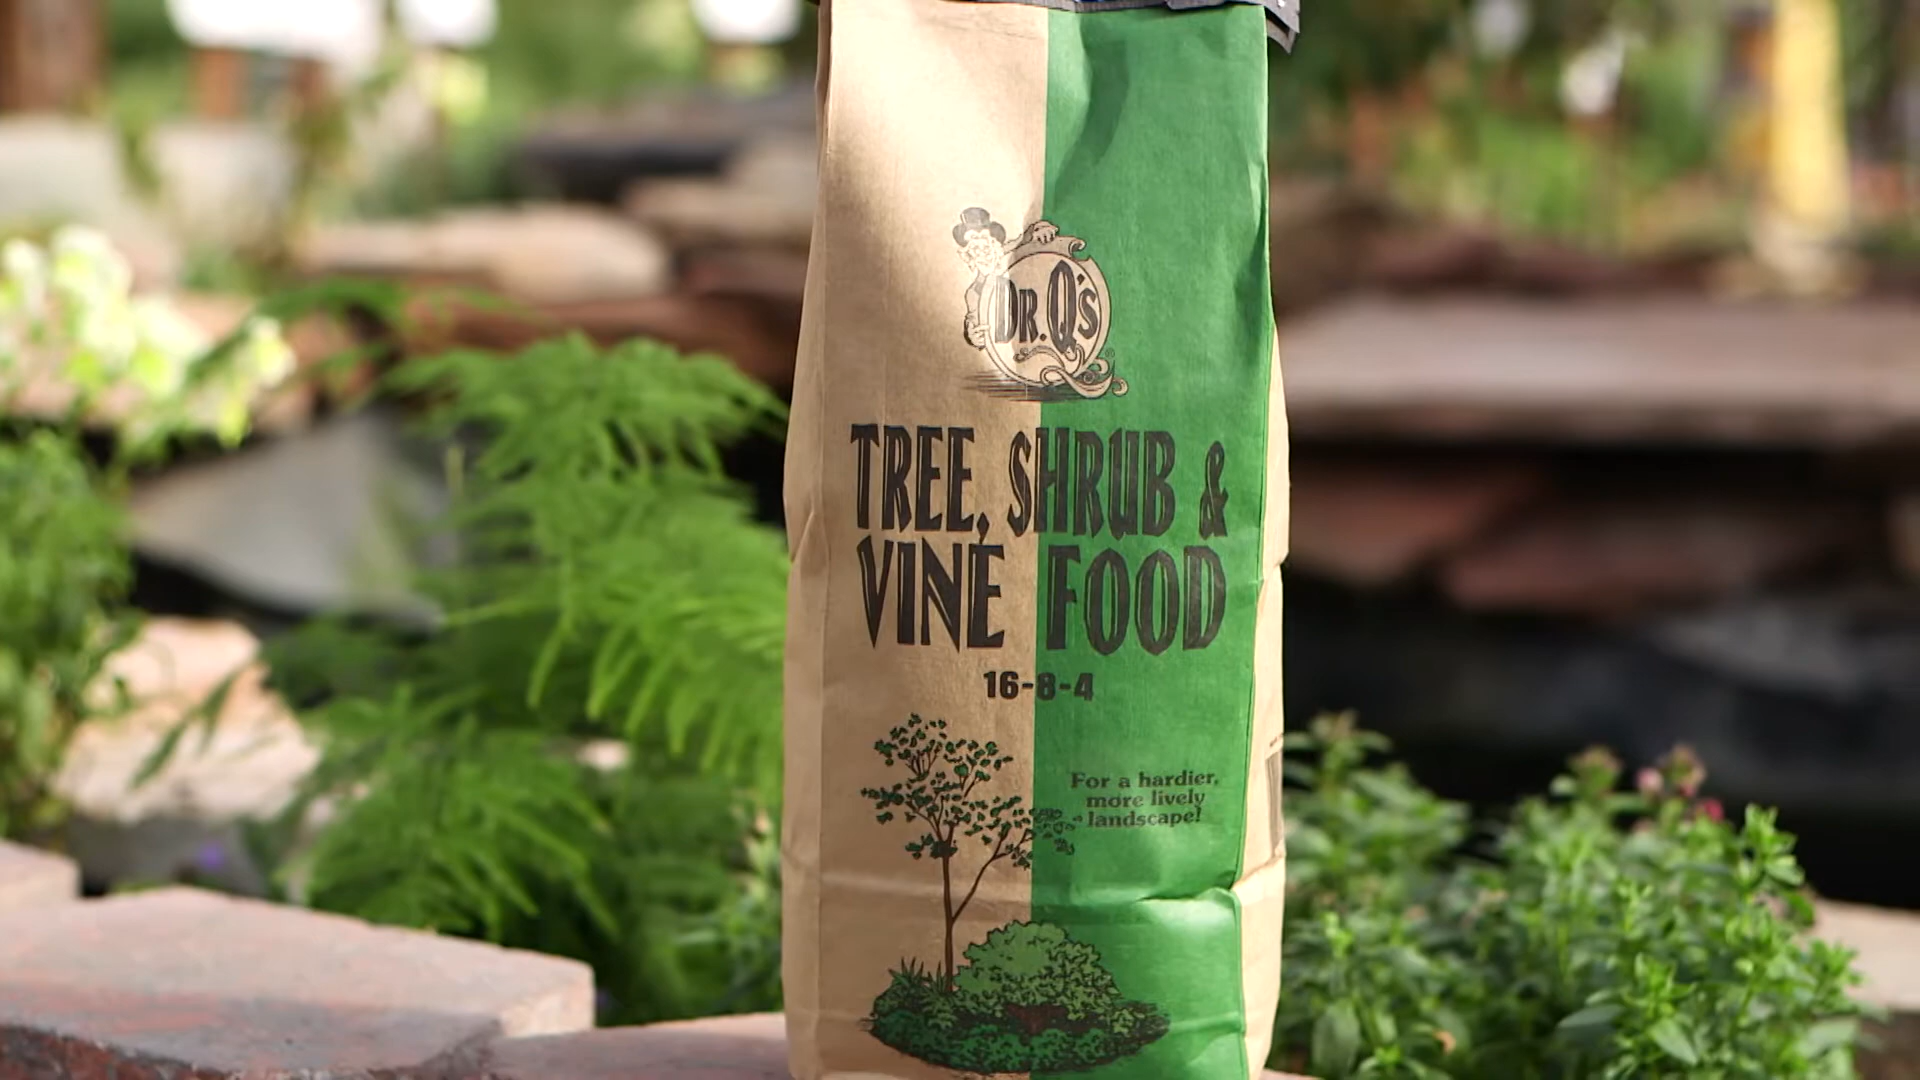 DR. Q'S
TREE, SHRUB &
VINE FOOD
16-8-4
For a hardier,
more lively
landscape!